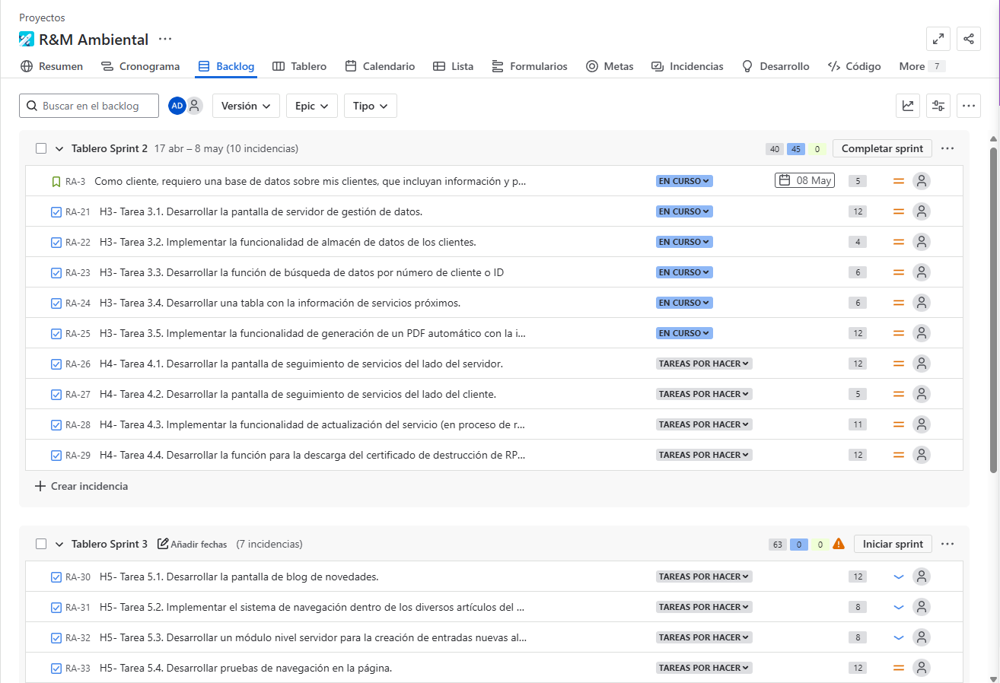 Proyectos
R&M Ambiental ···
Resumen Cronograma Backlog Tablero Calendario Lista Formularios Metas Incidencias Desarrollo Código More 7
Buscar en el backlog AD Versión Epic Tipo
Tablero Sprint 2 17 abr – 8 may (10 incidencias) 40 45 0 Completar sprint ···
RA-3 Como cliente, requiero una base de datos sobre mis clientes, que incluyan información y p... EN CURSO 08 May 5
RA-21 H3- Tarea 3.1. Desarrollar la pantalla de servidor de gestión de datos. EN CURSO 12
RA-22 H3- Tarea 3.2. Implementar la funcionalidad de almacén de datos de los clientes. EN CURSO 4
RA-23 H3- Tarea 3.3. Desarrollar la función de búsqueda de datos por número de cliente o ID EN CURSO 6
RA-24 H3- Tarea 3.4. Desarrollar una tabla con la información de servicios próximos. EN CURSO 6
RA-25 H3- Tarea 3.5. Implementar la funcionalidad de generación de un PDF automático con la i... EN CURSO 12
RA-26 H4- Tarea 4.1. Desarrollar la pantalla de seguimiento de servicios del lado del servidor. TAREAS POR HACER 12
RA-27 H4- Tarea 4.2. Desarrollar la pantalla de seguimiento de servicios del lado del cliente. TAREAS POR HACER 5
RA-28 H4- Tarea 4.3. Implementar la funcionalidad de actualización del servicio (en proceso de r... TAREAS POR HACER 11
RA-29 H4- Tarea 4.4. Desarrollar la función para la descarga del certificado de destrucción de RP... TAREAS POR HACER 12
Crear incidencia
Tablero Sprint 3 Añadir fechas (7 incidencias) 63 0 0 Iniciar sprint ···
RA-30 H5- Tarea 5.1. Desarrollar la pantalla de blog de novedades. TAREAS POR HACER 12
RA-31 H5- Tarea 5.2. Implementar el sistema de navegación dentro de los diversos artículos del ... TAREAS POR HACER 8
RA-32 H5- Tarea 5.3. Desarrollar un módulo nivel servidor para la creación de entradas nuevas al... TAREAS POR HACER 8
RA-33 H5- Tarea 5.4. Desarrollar pruebas de navegación en la página. TAREAS POR HACER 12